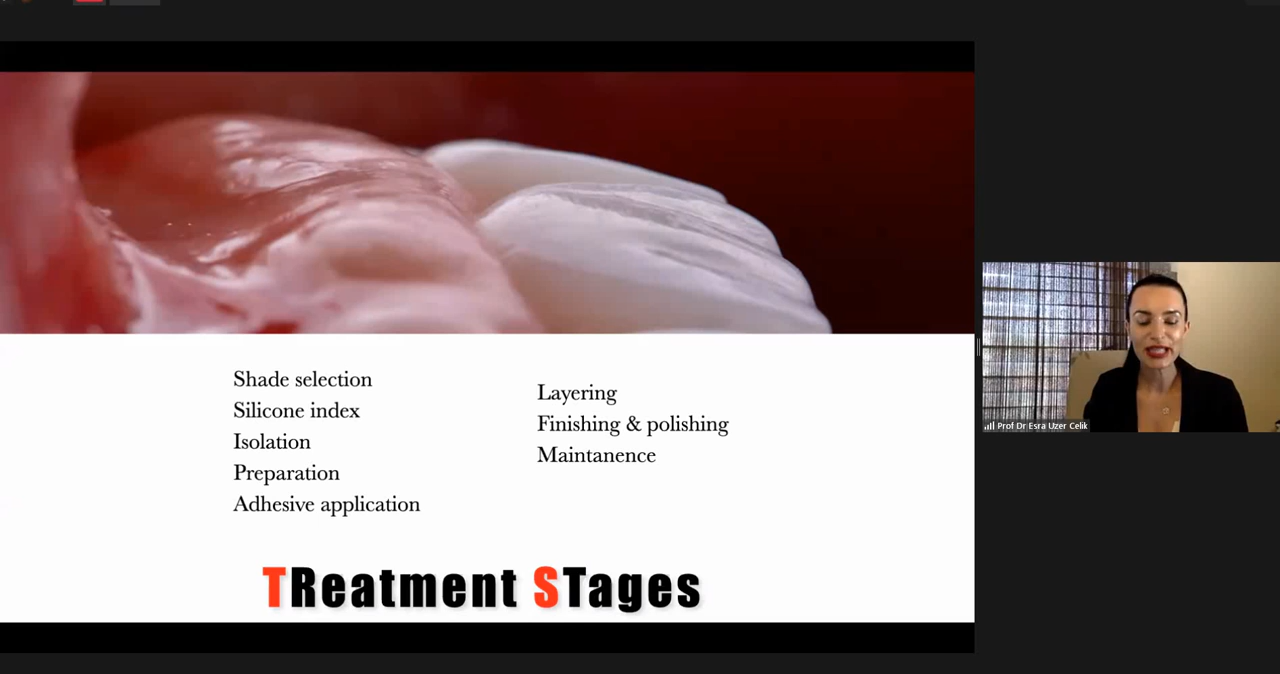 Shade selection
Silicone index
Isolation
Preparation
Adhesive application
Layering
Finishing & polishing
Maintanence
TReatment STages
Prof Dr Esra Uzer Celik